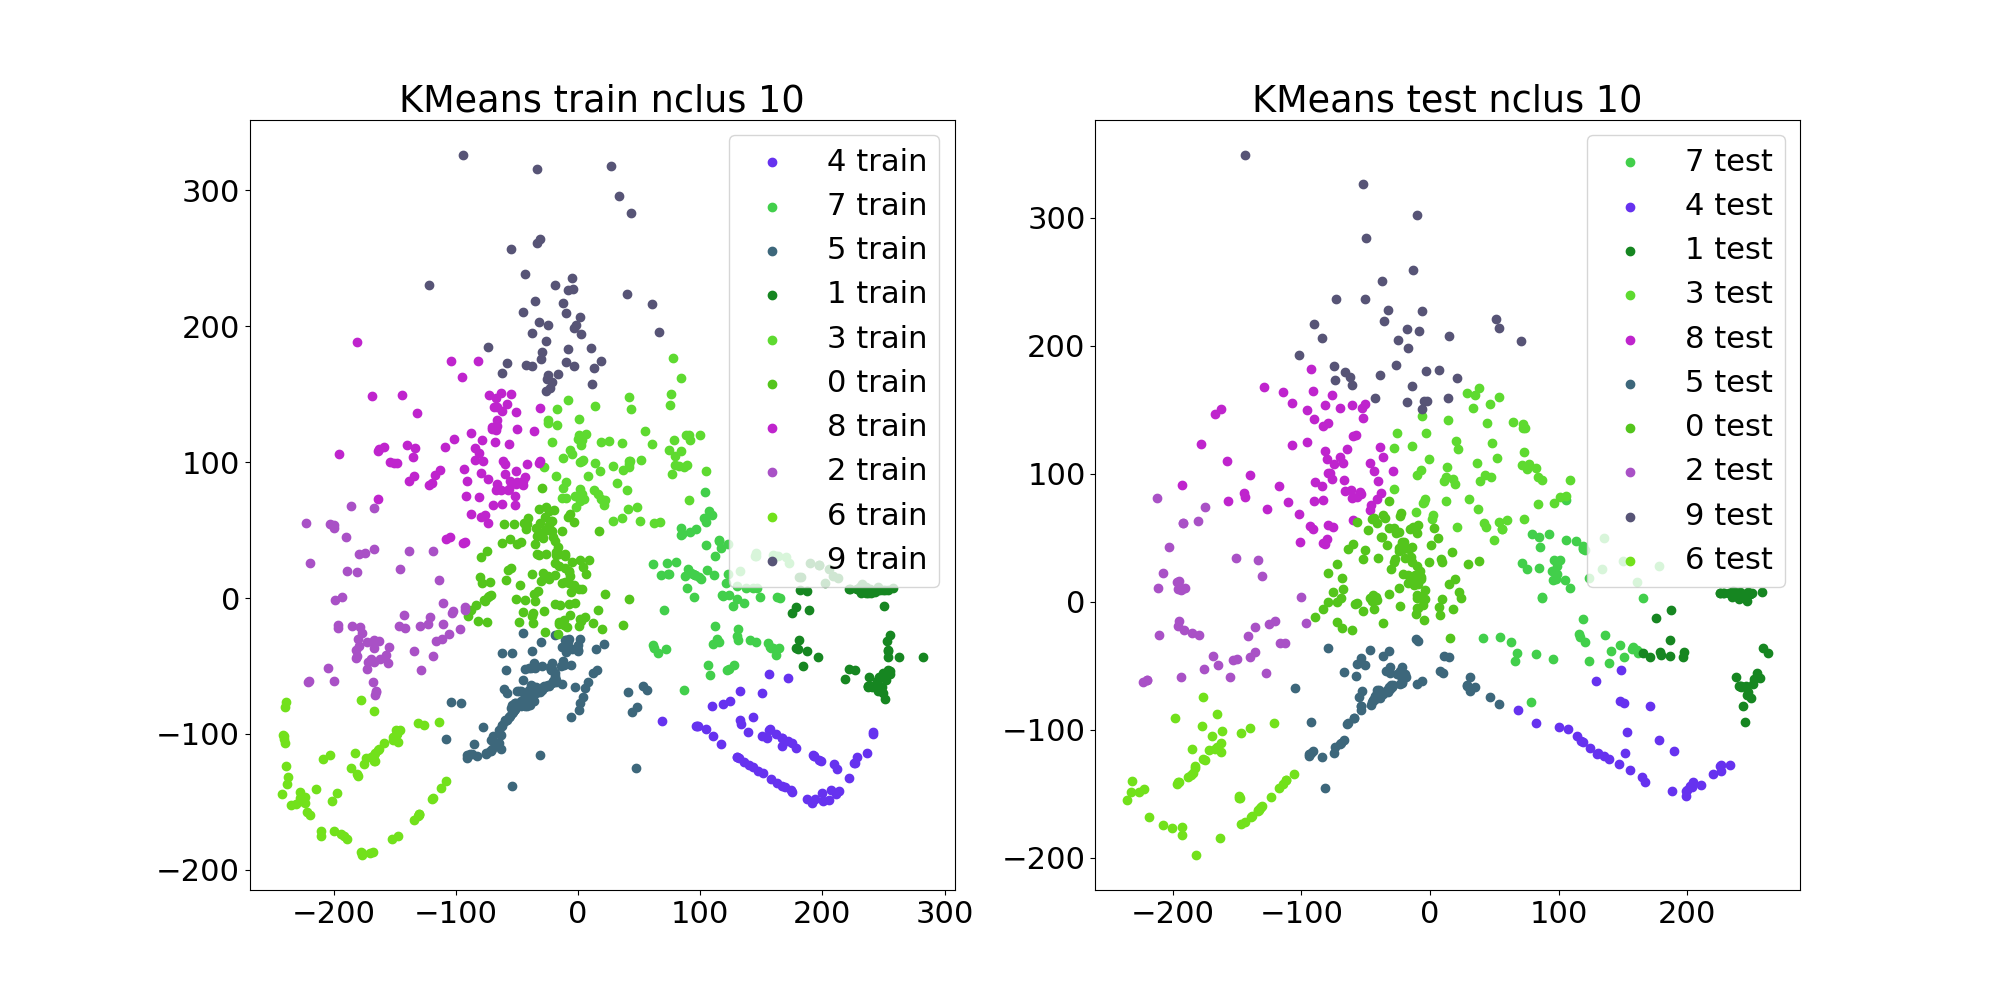 KMeans train nclus 10
300
200
100
0
−100
−200
−200 −100 0 100 200 300
4 train
7 train
5 train
1 train
3 train
0 train
8 train
2 train
6 train
9 train
KMeans test nclus 10
300
200
100
0
−100
−200
−200 −100 0 100 200
7 test
4 test
1 test
3 test
8 test
5 test
0 test
2 test
9 test
6 test